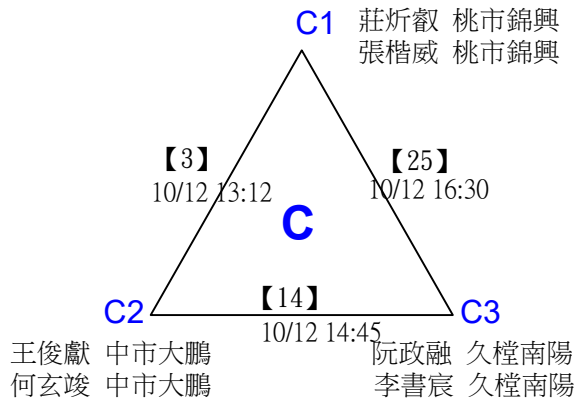 C1
莊炘叡 桃市錦興
張楷威 桃市錦興
【3】
10/12 13:12
【25】
10/12 16:30
C
C2
【14】
10/12 14:45
C3
王俊獻 中市大鵬
何玄竣 中市大鵬
阮政融 久樘南陽
李書宸 久樘南陽